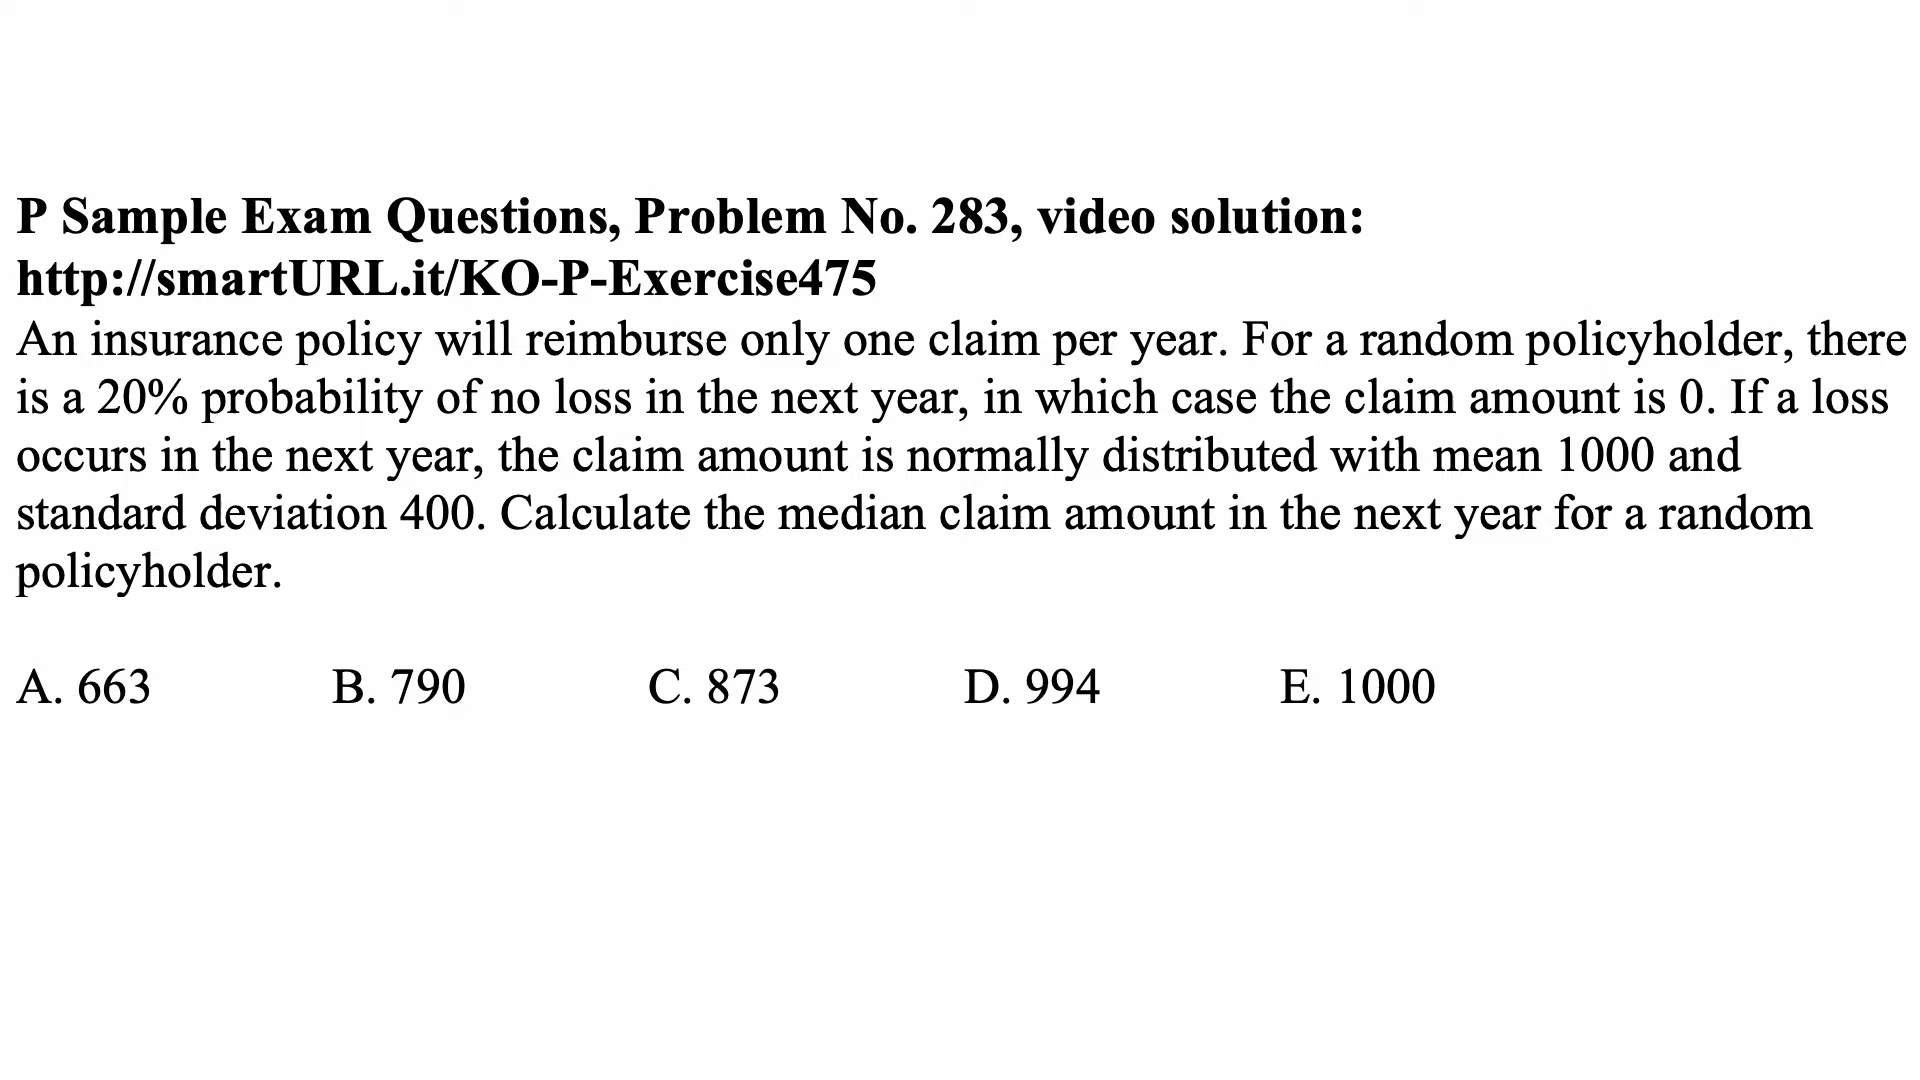 P Sample Exam Questions, Problem No. 283, video solution:
http://smartURL.it/KO-P-Exercise475
An insurance policy will reimburse only one claim per year. For a random policyholder, there
is a 20% probability of no loss in the next year, in which case the claim amount is 0. If a loss
occurs in the next year, the claim amount is normally distributed with mean 1000 and
standard deviation 400. Calculate the median claim amount in the next year for a random
policyholder.
A. 663 B. 790 C. 873 D. 994 E. 1000